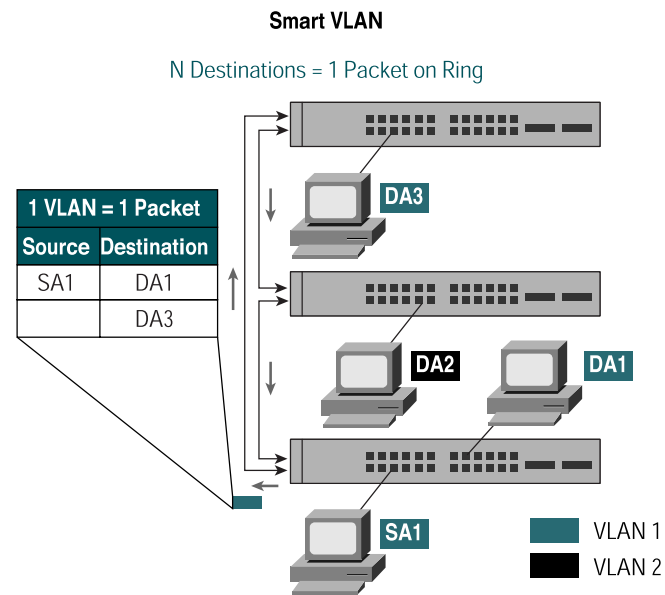 Smart VLAN
N Destinations = 1 Packet on Ring
DA3
1 VLAN = 1 Packet
Source Destination
SA1 DA1
DA3
DA2
DA1
SA1
VLAN 1
VLAN 2